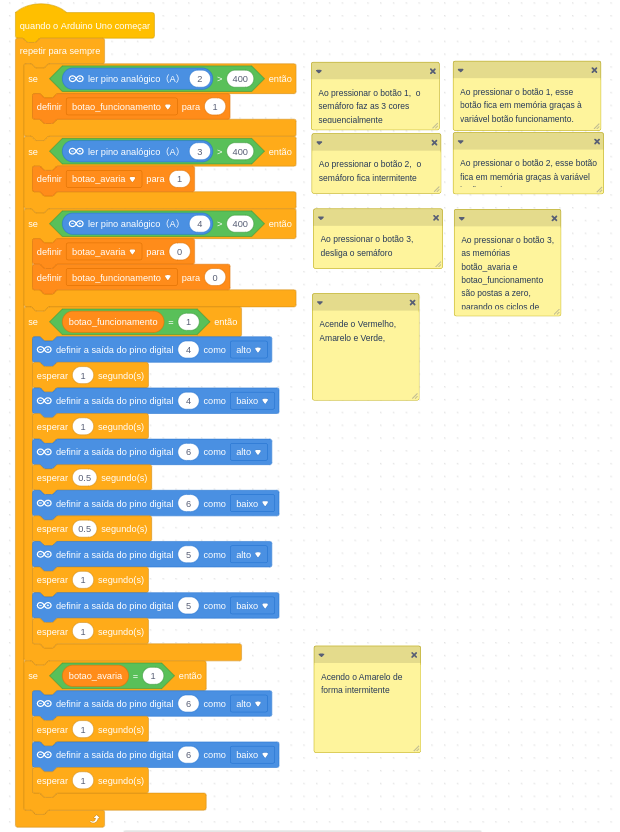 quando o Arduino Uno começar
repetir para sempre
se ler pino analógico (A) 2 > 400 então
definir botao_funcionamento para 1
se ler pino analógico (A) 3 > 400 então
definir botao_avaria para 1
se ler pino analógico (A) 4 > 400 então
definir botao_avaria para 0
definir botao_funcionamento para 0
se botao_funcionamento = 1 então
definir a saída do pino digital 4 como alto
esperar 1 segundo(s)
definir a saída do pino digital 4 como baixo
esperar 1 segundo(s)
definir a saída do pino digital 6 como alto
esperar 0.5 segundo(s)
definir a saída do pino digital 6 como baixo
esperar 0.5 segundo(s)
definir a saída do pino digital 5 como alto
esperar 1 segundo(s)
definir a saída do pino digital 5 como baixo
esperar 1 segundo(s)
se botao_avaria = 1 então
definir a saída do pino digital 6 como alto
esperar 1 segundo(s)
definir a saída do pino digital 6 como baixo
esperar 1 segundo(s)
Ao pressionar o botão 1, o
semáforo faz as 3 cores
sequencialmente
Ao pressionar o botão 1, esse
botão fica em memória graças à
variável botão funcionamento.
Ao pressionar o botão 2, o
semáforo fica intermitente
Ao pressionar o botão 2, esse botão
fica em memória graças à variável
Ao pressionar o botão 3,
desliga o semáforo
Ao pressionar o botão 3,
as memórias
botão_avaria e
botao_funcionamento
são postas a zero,
parando os ciclos de
Acende o Vermelho,
Amarelo e Verde,
Acendo o Amarelo de
forma intermitente